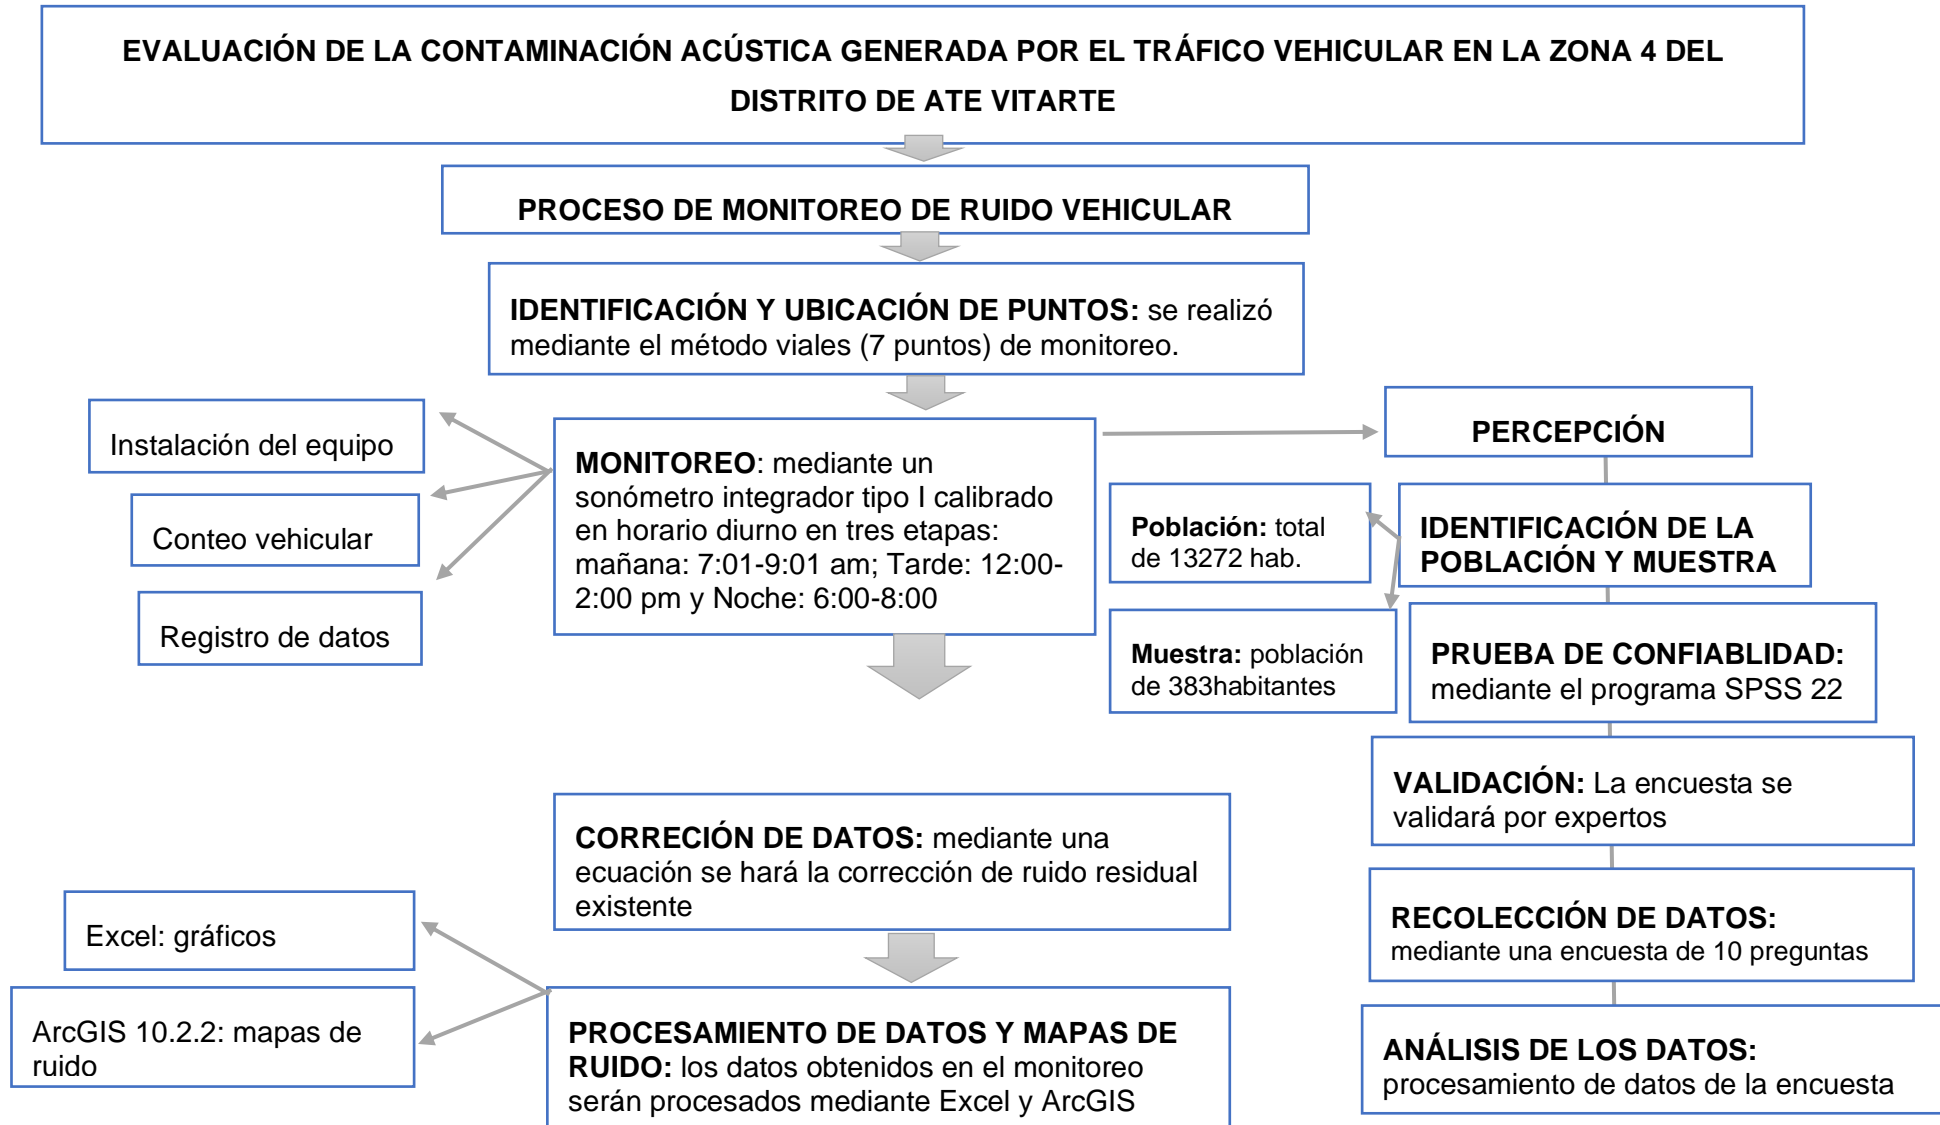 EVALUACIÓN DE LA CONTAMINACIÓN ACÚSTICA GENERADA POR EL TRÁFICO VEHICULAR EN LA ZONA 4 DEL
DISTRITO DE ATE VITARTE
PROCESO DE MONITOREO DE RUIDO VEHICULAR
IDENTIFICACIÓN Y UBICACIÓN DE PUNTOS: se realizó
mediante el método viales (7 puntos) de monitoreo.
Instalación del equipo
Conteo vehicular
Registro de datos
MONITOREO: mediante un
sonómetro integrador tipo I calibrado
en horario diurno en tres etapas:
mañana: 7:01-9:01 am; Tarde: 12:00-
2:00 pm y Noche: 6:00-8:00
PERCEPCIÓN
IDENTIFICACIÓN DE LA
POBLACIÓN Y MUESTRA
Población: total
de 13272 hab.
Muestra: población
de 383habitantes
PRUEBA DE CONFIABLIDAD:
mediante el programa SPSS 22
VALIDACIÓN: La encuesta se
validará por expertos
RECOLECCIÓN DE DATOS:
mediante una encuesta de 10 preguntas
ANÁLISIS DE LOS DATOS:
procesamiento de datos de la encuesta
CORRECIÓN DE DATOS: mediante una
ecuación se hará la corrección de ruido residual
existente
Excel: gráficos
ArcGIS 10.2.2: mapas de
ruido
PROCESAMIENTO DE DATOS Y MAPAS DE
RUIDO: los datos obtenidos en el monitoreo
serán procesados mediante Excel y ArcGIS